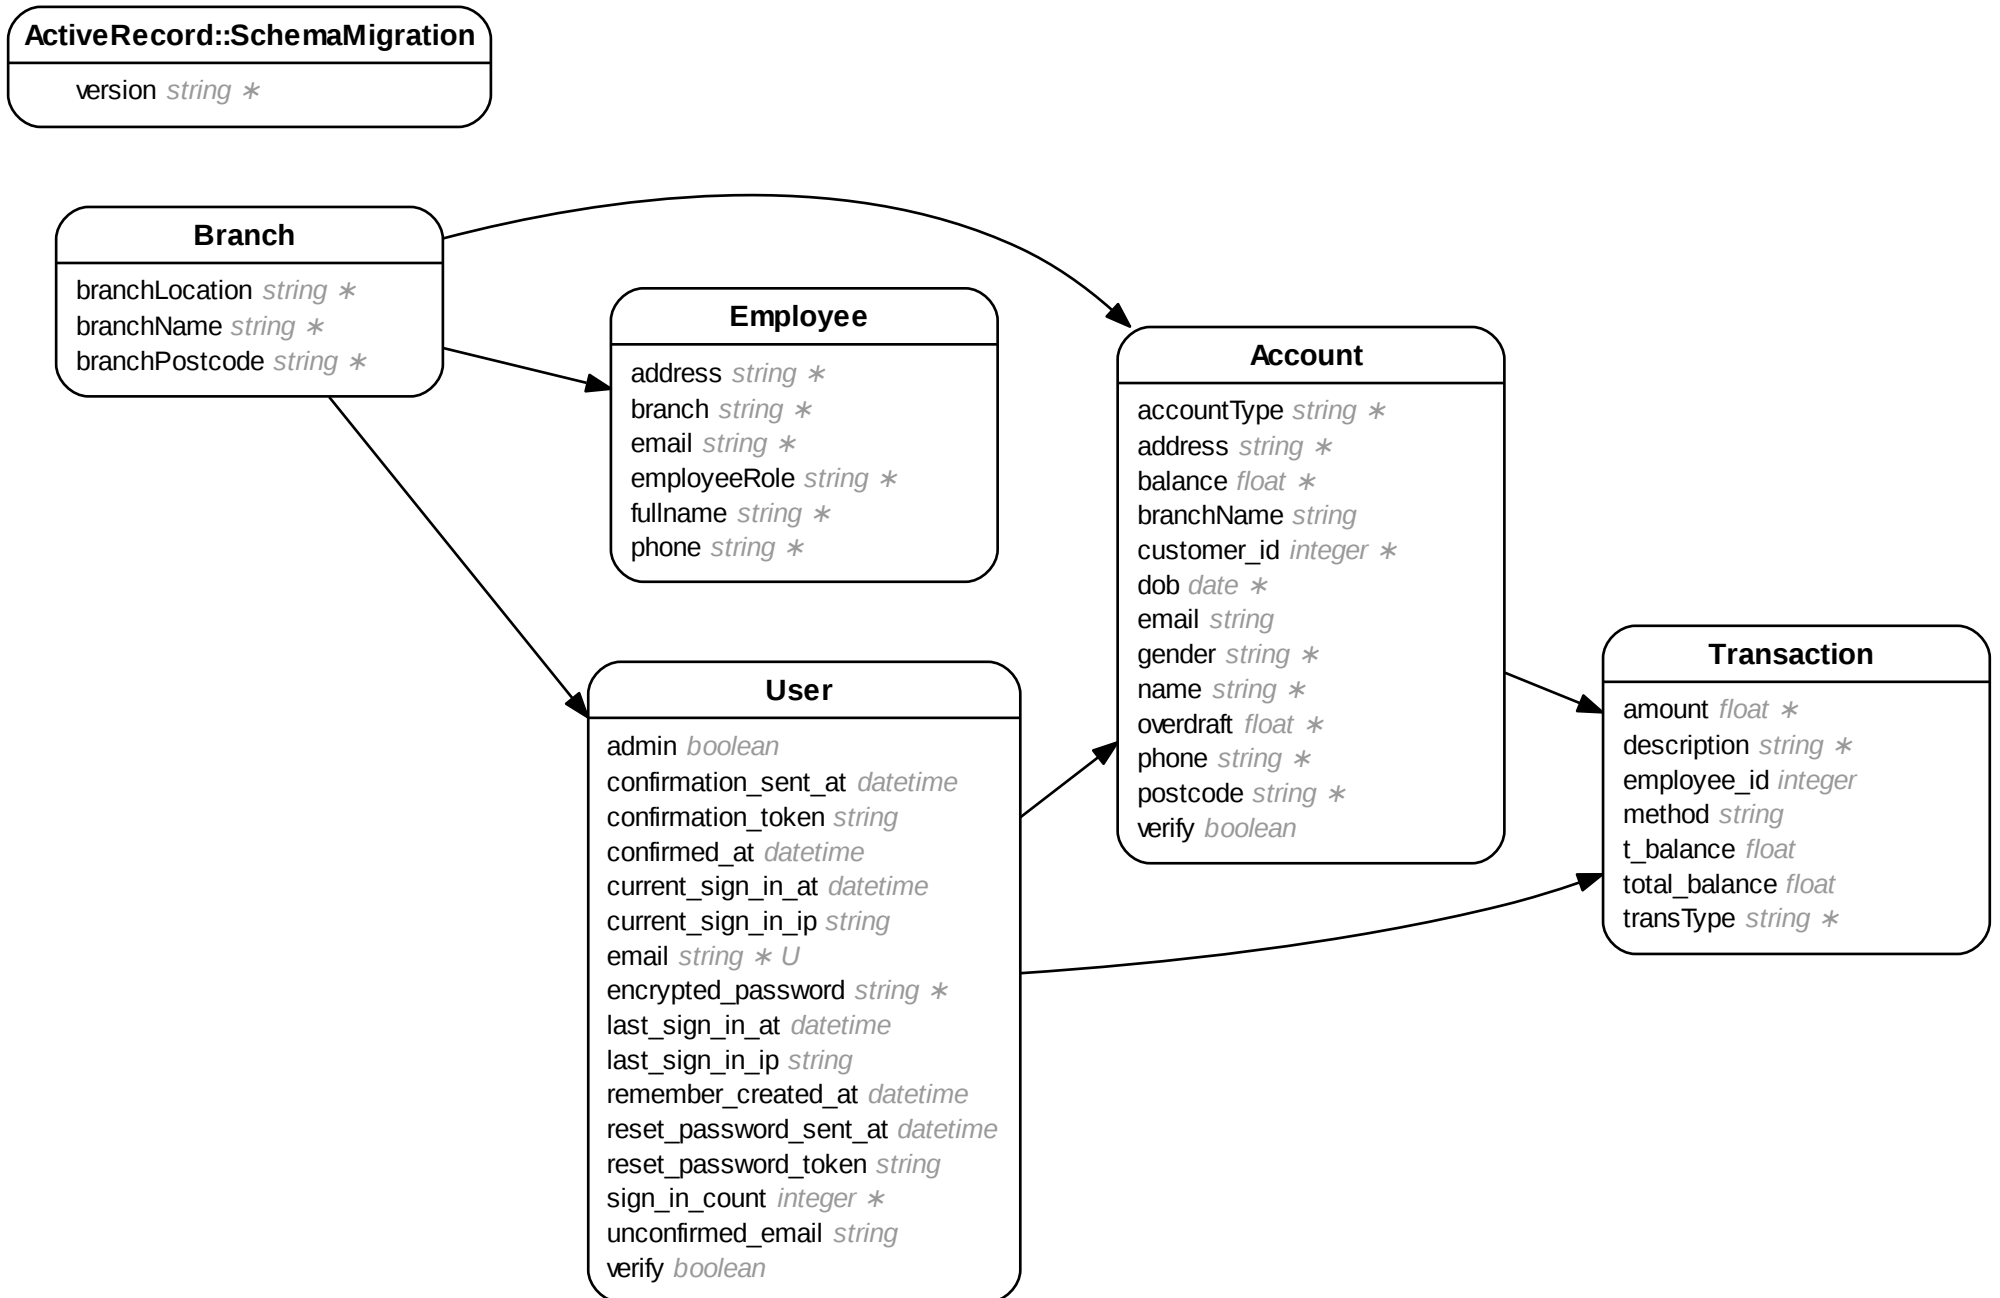 ActiveRecord::SchemaMigration
version string ∗
Branch
branchLocation string ∗
branchName string ∗
branchPostcode string ∗
Employee
address string ∗
branch string ∗
email string ∗
employeeRole string ∗
fullname string ∗
phone string ∗
Account
accountType string ∗
address string ∗
balance float ∗
branchName string
customer_id integer ∗
dob date ∗
email string
gender string ∗
name string ∗
overdraft float ∗
phone string ∗
postcode string ∗
verify boolean
User
admin boolean
confirmation_sent_at datetime
confirmation_token string
confirmed_at datetime
current_sign_in_at datetime
current_sign_in_ip string
email string ∗ U
encrypted_password string ∗
last_sign_in_at datetime
last_sign_in_ip string
remember_created_at datetime
reset_password_sent_at datetime
reset_password_token string
sign_in_count integer ∗
unconfirmed_email string
verify boolean
Transaction
amount float ∗
description string ∗
employee_id integer
method string
t_balance float
total_balance float
transType string ∗